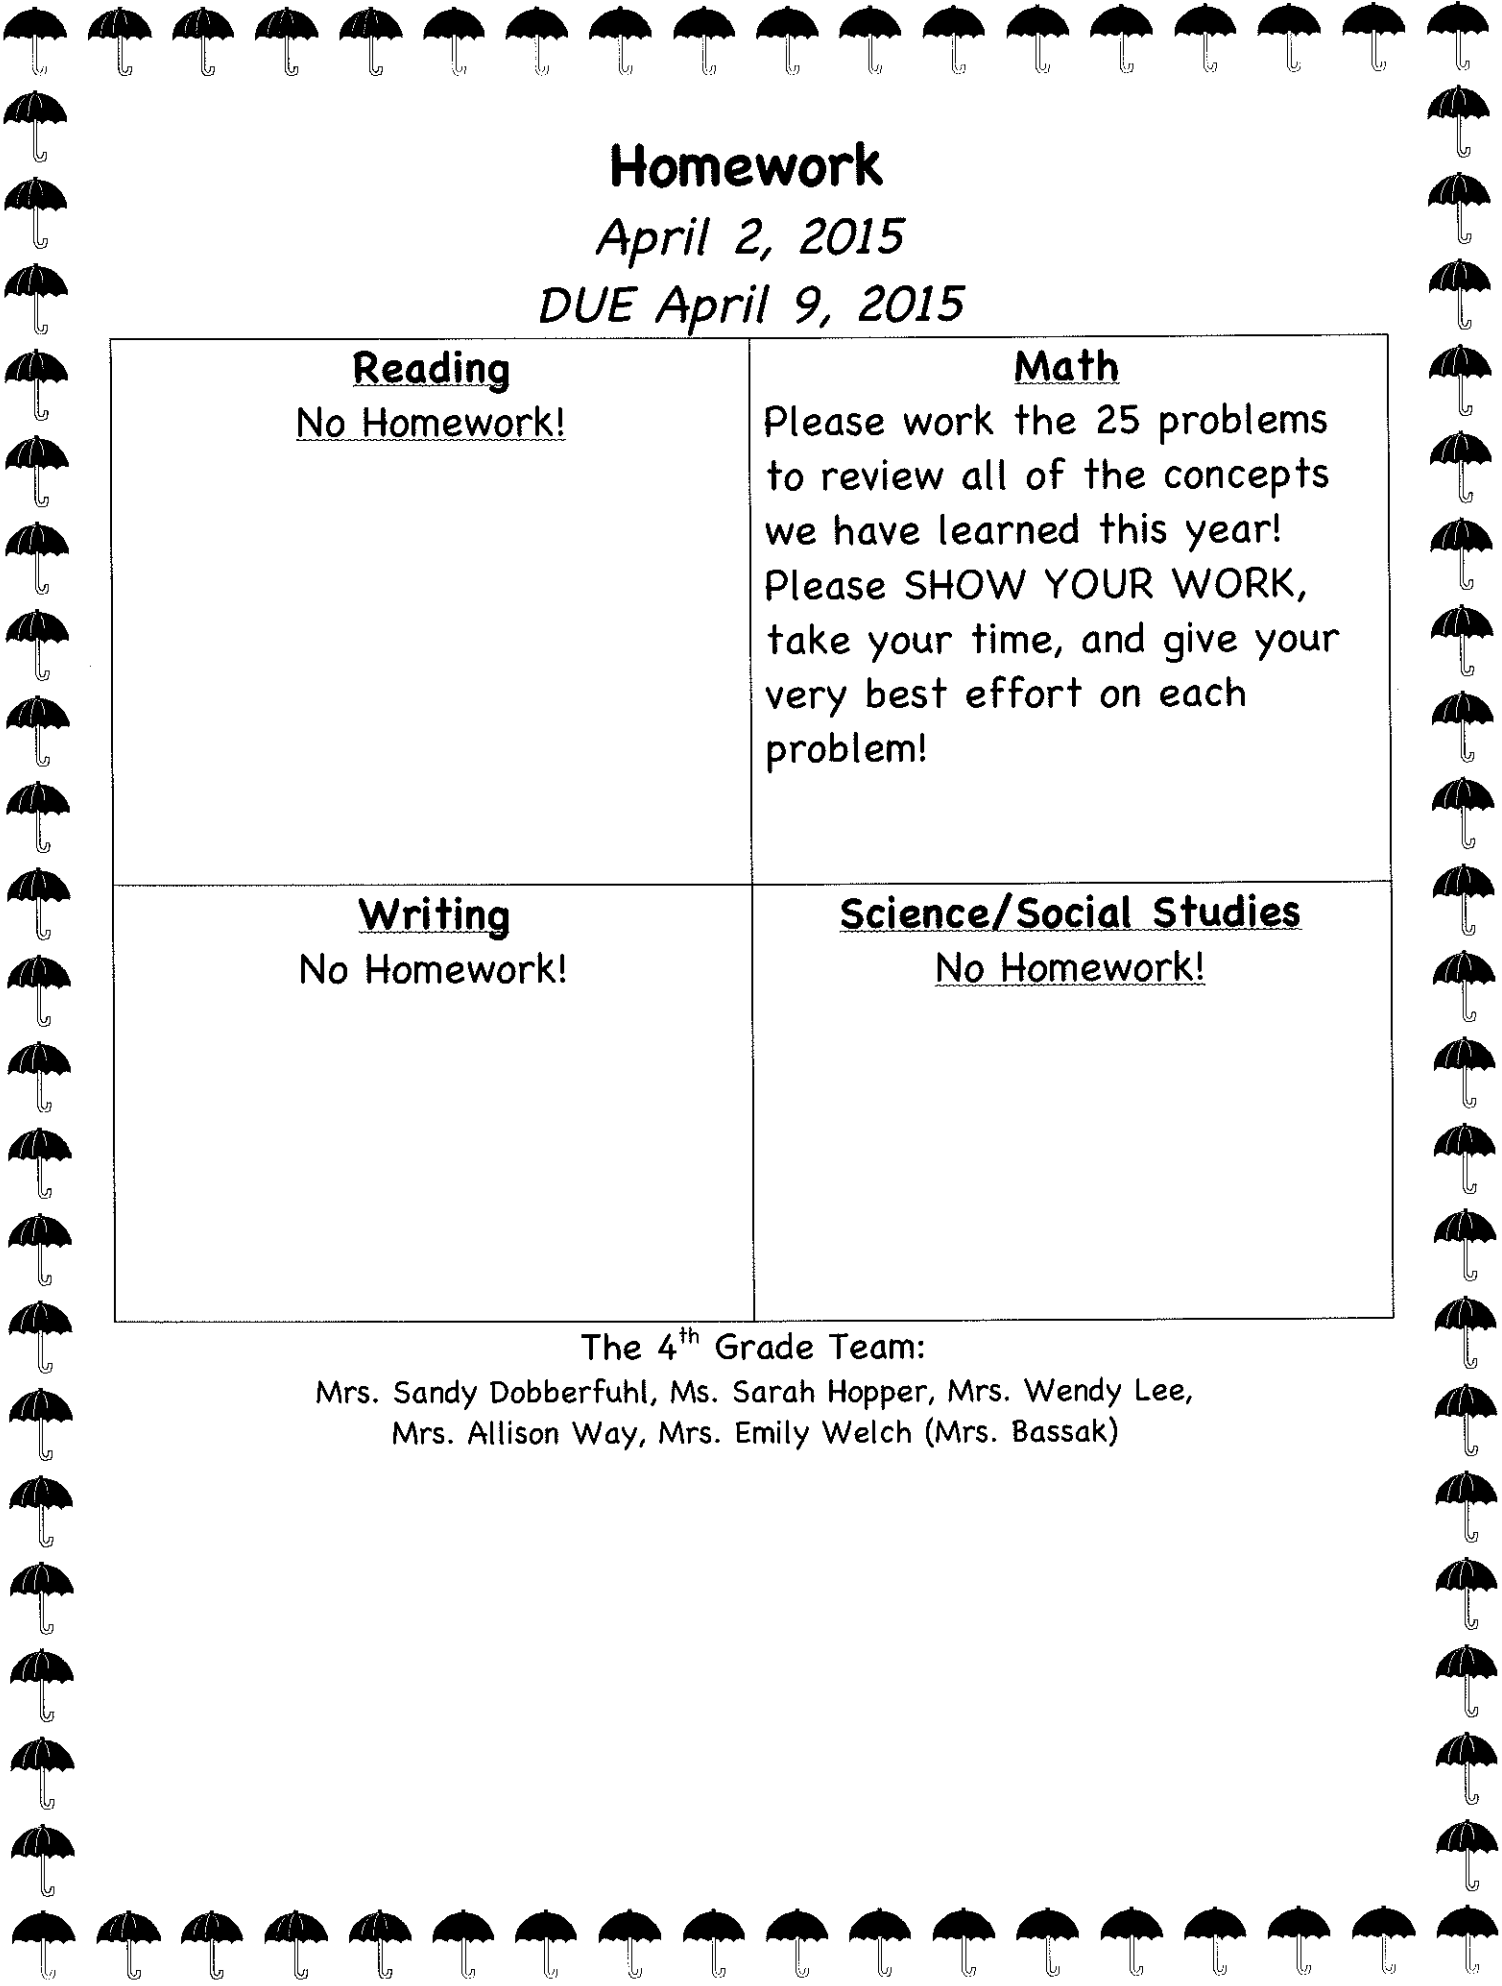 Homework
April 2, 2015
DUE April 9, 2015
Reading
No Homework!
Math
Please work the 25 problems
to review all of the concepts
we have learned this year!
Please SHOW YOUR WORK,
take your time, and give your
very best effort on each
problem!
Writing
No Homework!
Science/Social Studies
No Homework!
The 4th Grade Team:
Mrs. Sandy Dobberfuhl, Ms. Sarah Hopper, Mrs. Wendy Lee,
Mrs. Allison Way, Mrs. Emily Welch (Mrs. Bassak)